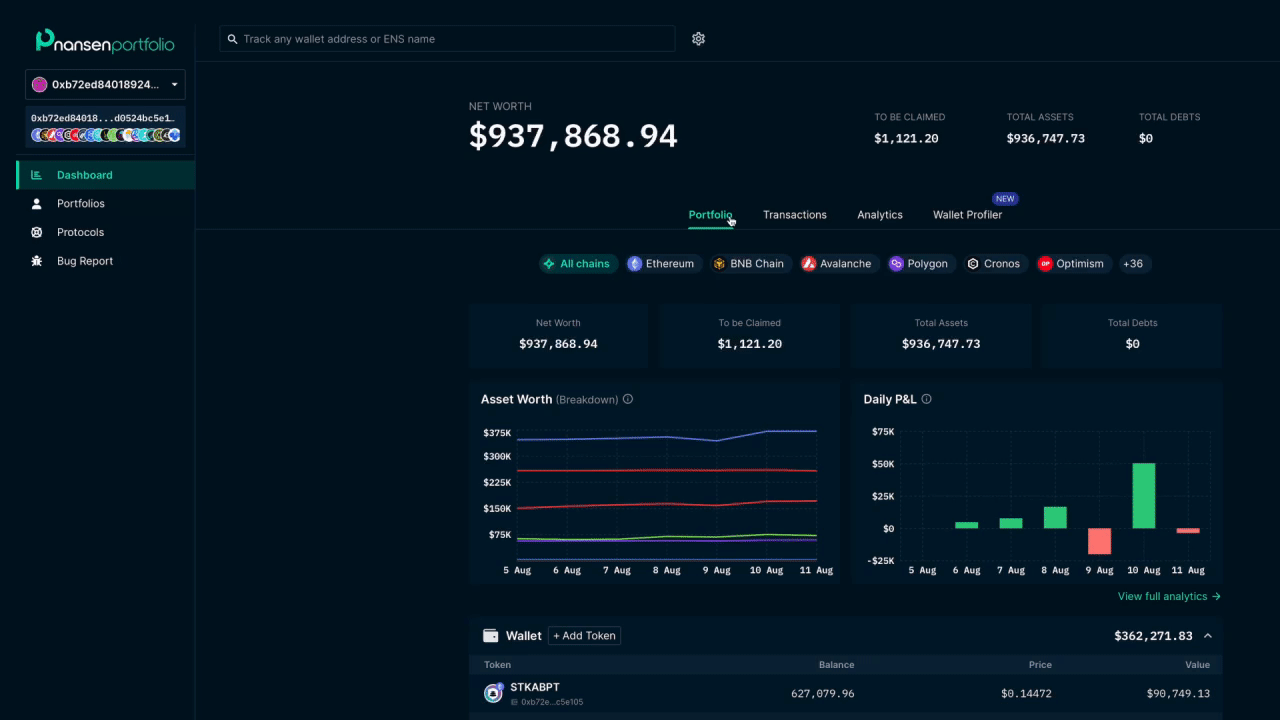 nansenportfolio
Track any wallet address or ENS name
0xb72ed84018924...
0xb72ed84018...d0524bc5e1…
Dashboard
Portfolios
Protocols
Bug Report
NET WORTH
$937,868.94
TO BE CLAIMED
$1,121.20
TOTAL ASSETS
$936,747.73
TOTAL DEBTS
$0
NEW
Portfolio Transactions Analytics Wallet Profiler
All chains Ethereum BNB Chain Avalanche Polygon Cronos OP Optimism +36
Net Worth
$937,868.94
To be Claimed
$1,121.20
Total Assets
$936,747.73
Total Debts
$0
Asset Worth (Breakdown)
$375K
$300K
$225K
$150K
$75K
5 Aug 6 Aug 7 Aug 8 Aug 9 Aug 10 Aug 11 Aug
Daily P&L
$75K
$50K
$25K
$0
-$25K
5 Aug 6 Aug 7 Aug 8 Aug 9 Aug 10 Aug 11 Aug
View full analytics →
Wallet + Add Token $362,271.83
Token Balance Price Value
STKABPT 627,079.96 $0.14472 $90,749.13
0xb72e...c5e105